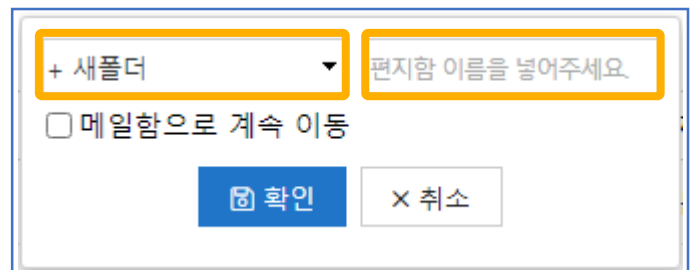 + 새폴더 편지함 이름을 넣어주세요.
메일함으로 계속 이동
확인 × 취소